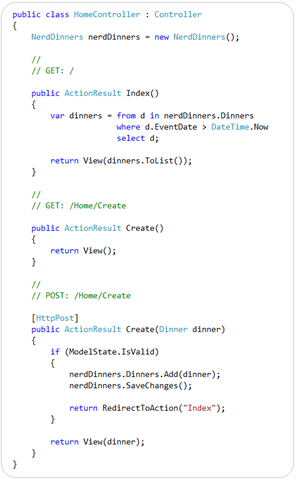 public class HomeController : Controller
{
    NerdDinners nerdDinners = new NerdDinners();
    //
    // GET: /
    public ActionResult Index()
    {
        var dinners = from d in nerdDinners.Dinners
                      where d.EventDate > DateTime.Now
                      select d;
        return View(dinners.ToList());
    }
    //
    // GET: /Home/Create
    public ActionResult Create()
    {
        return View();
    }
    //
    // POST: /Home/Create
    [HttpPost]
    public ActionResult Create(Dinner dinner)
    {
        if (ModelState.IsValid)
        {
            nerdDinners.Dinners.Add(dinner);
            nerdDinners.SaveChanges();
            return RedirectToAction("Index");
        }
        return View(dinner);
    }
}